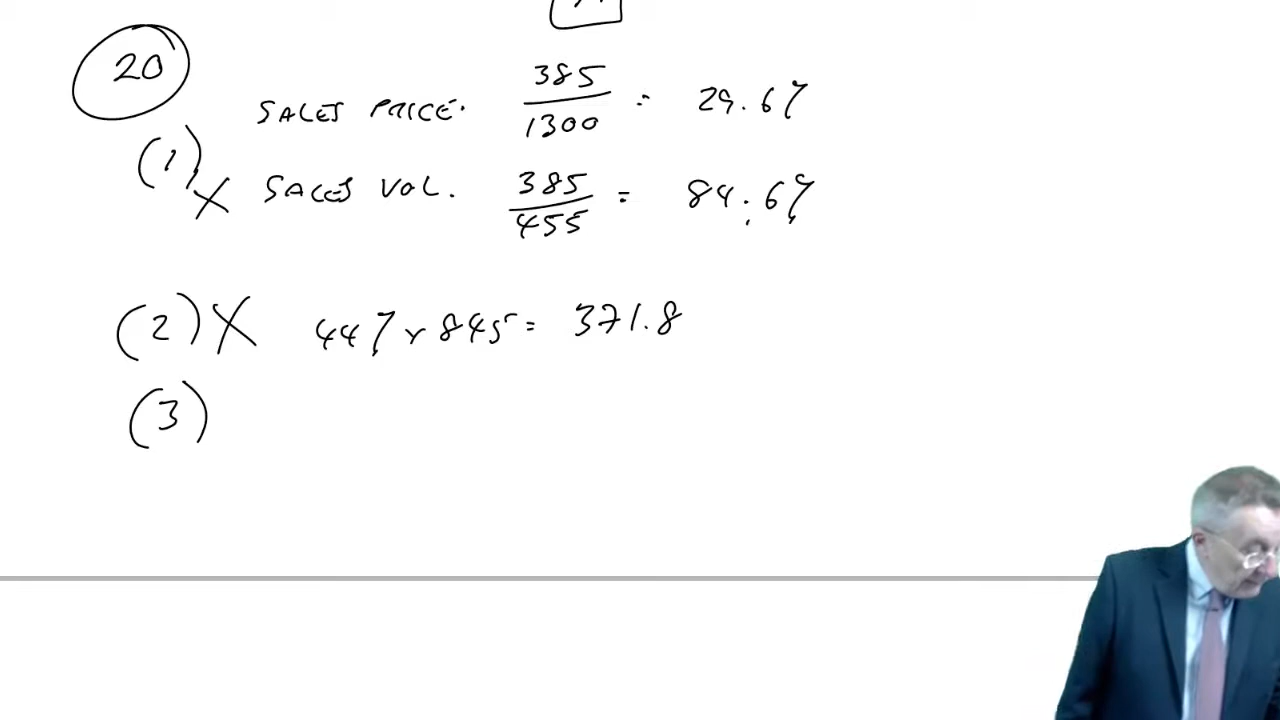 20
SALES PRICE. 385/1300 = 29.6%
(1) X SALES VOL. 385/455 = 84.6%
(2) X 44% x 845 = 371.8
(3)